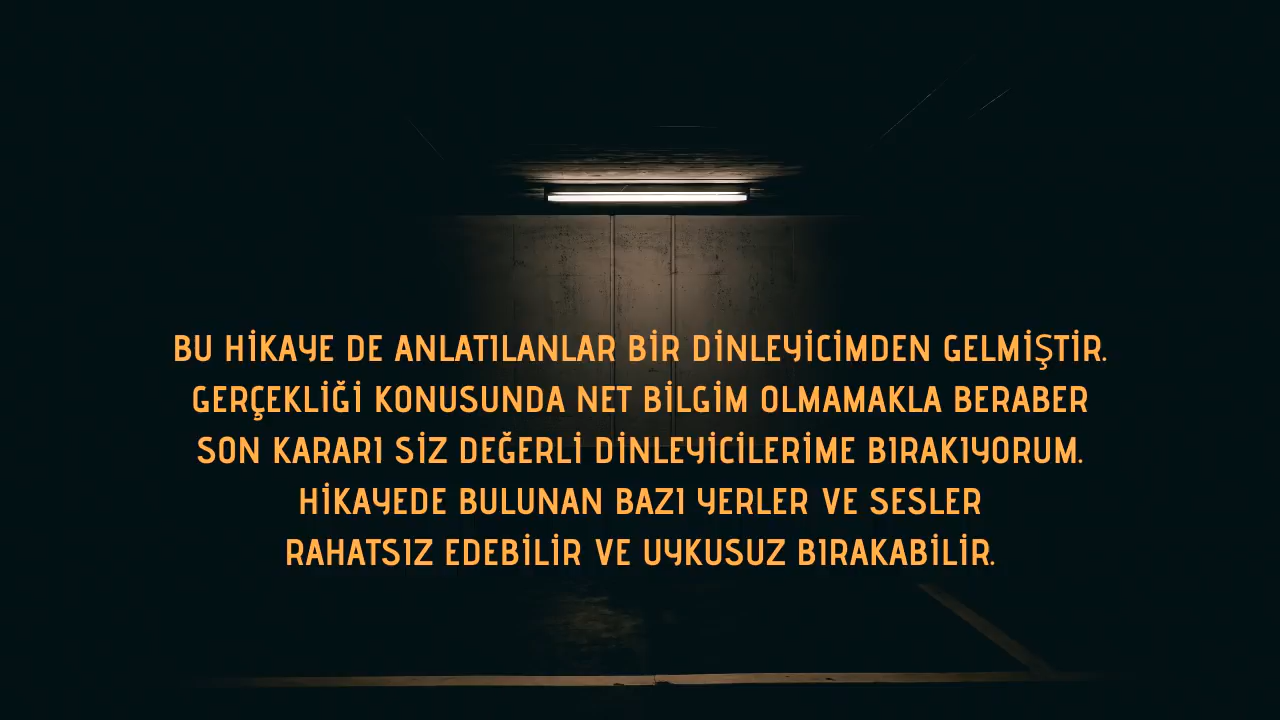 BU HİKAYE DE ANLATILANLAR BİR DİNLEYİCİMDEN GELMİŞTİR.
GERÇEKLİĞİ KONUSUNDA NET BİLGİM OLMAMAKLA BERABER
SON KARARI SİZ DEĞERLİ DİNLEYİCİLERİME BIRAKIYORUM.
HİKAYEDE BULUNAN BAZI YERLER VE SESLER
RAHATSIZ EDEBİLİR VE UYKUSUZ BIRAKABİLİR.